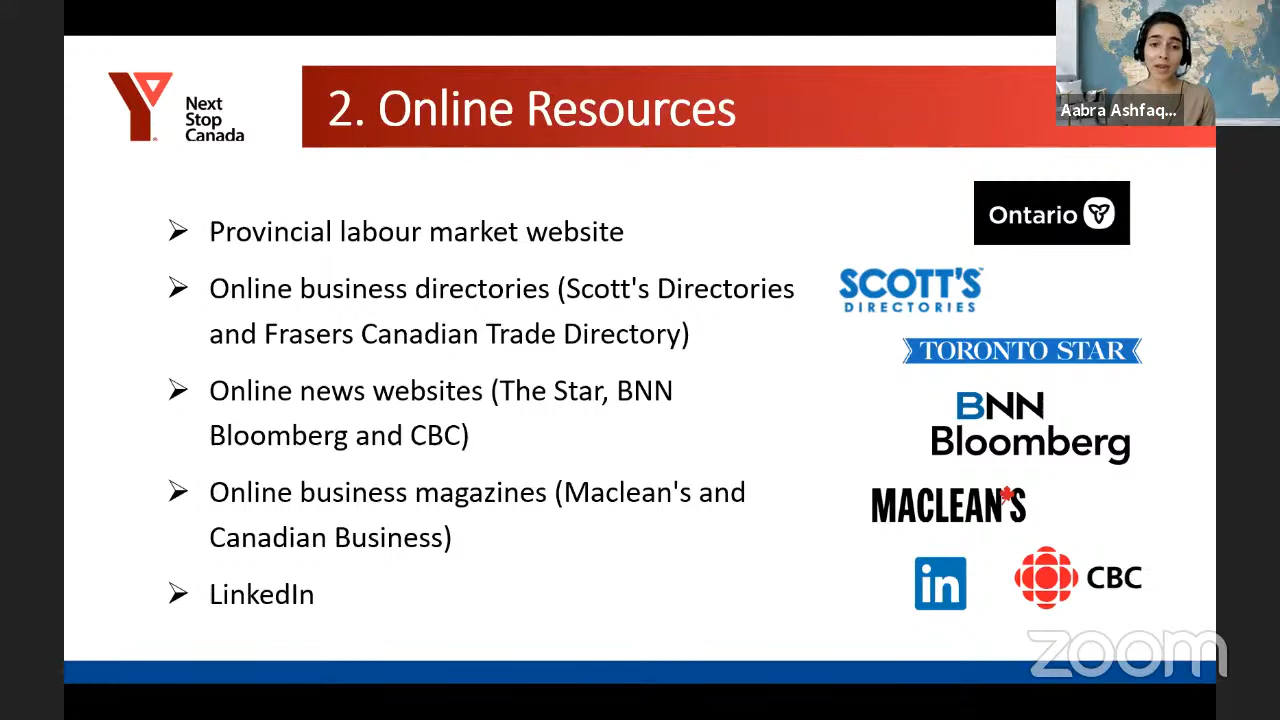 Next
Stop
Canada
2. Online Resources
Aabra Ashfaq...
Provincial labour market website
Online business directories (Scott's Directories
and Frasers Canadian Trade Directory)
Online news websites (The Star, BNN
Bloomberg and CBC)
Online business magazines (Maclean's and
Canadian Business)
LinkedIn
Ontario
SCOTT'S
DIRECTORIES
TORONTO STAR
BNN
Bloomberg
MACLEAN'S
in
CBC
zoom